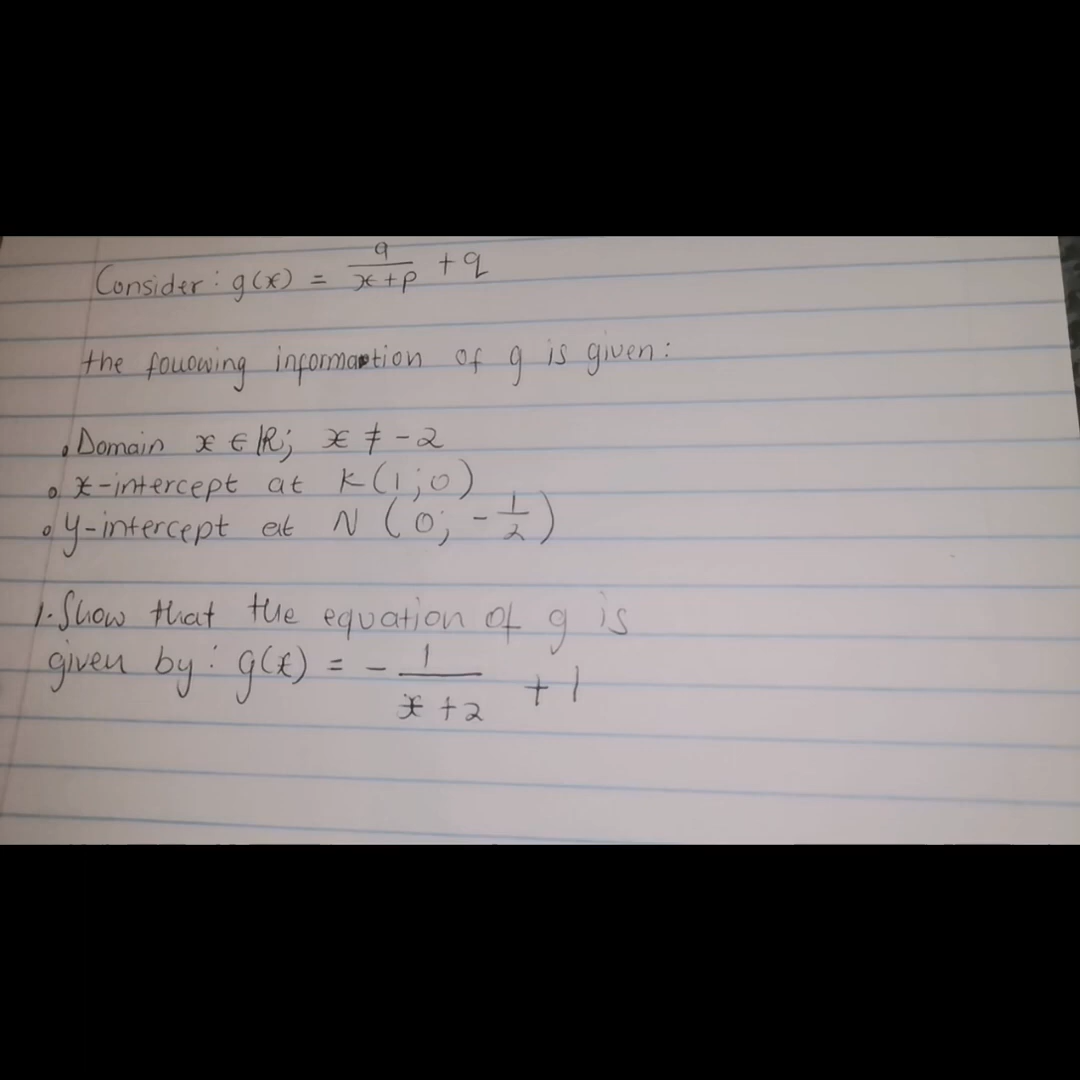 Consider: g(x) = a/(x+p) + q
the following information of g is given:
• Domain x ∈ ℝ; x ≠ -2
• x-intercept at K(1;0)
• y-intercept at N (0; -1/2)
1. Show that the equation of g is
given by: g(x) = - 1/(x+2) + 1